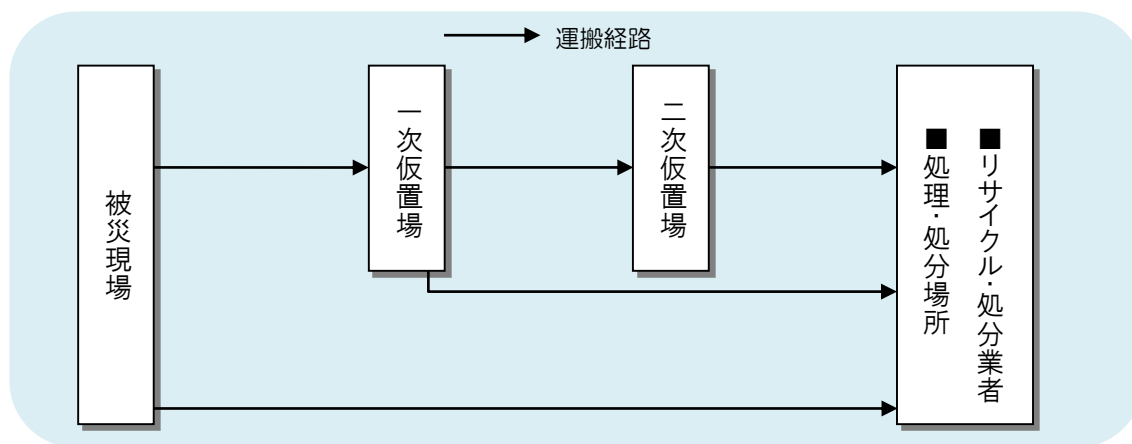 運搬経路
被災現場
一次仮置場
二次仮置場
■リサイクル・処分業者
■処理・処分場所